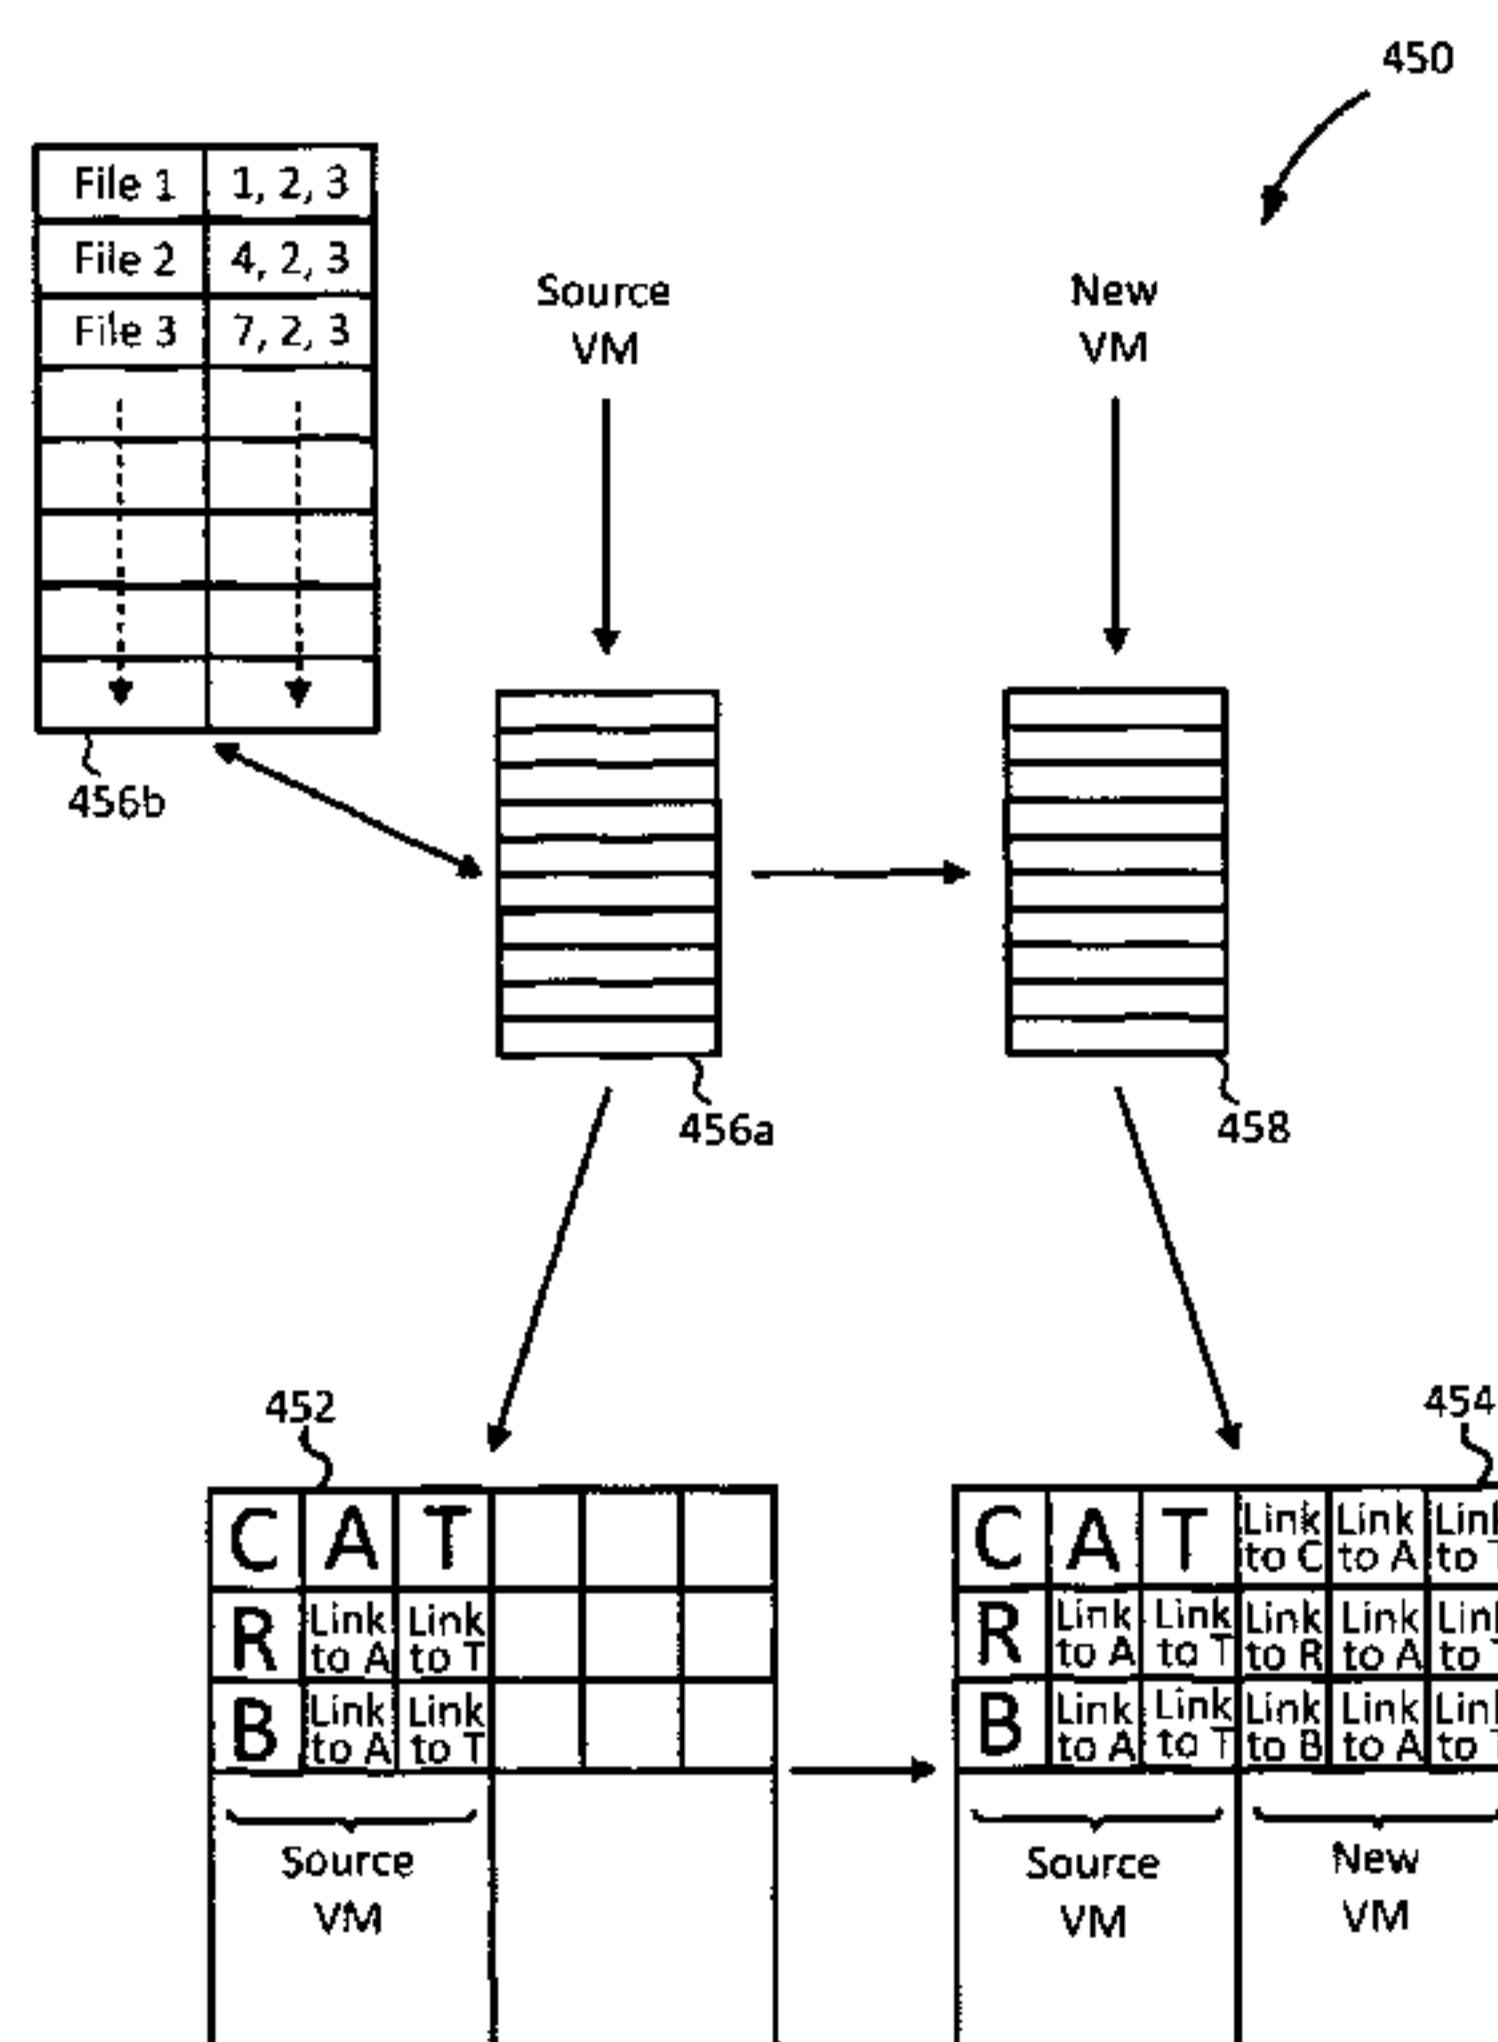 450
File 1 1, 2, 3
File 2 4, 2, 3
File 3 7, 2, 3
Source
VM
New
VM
456b
456a
458
452
454
C A T
R Link to A Link to T
B Link to A Link to T
Source
VM
C A T Link to C Link to A
R Link to A Link to T Link to R Link to A
B Link to A Link to T Link to B Link to A
Source
VM
New
VM